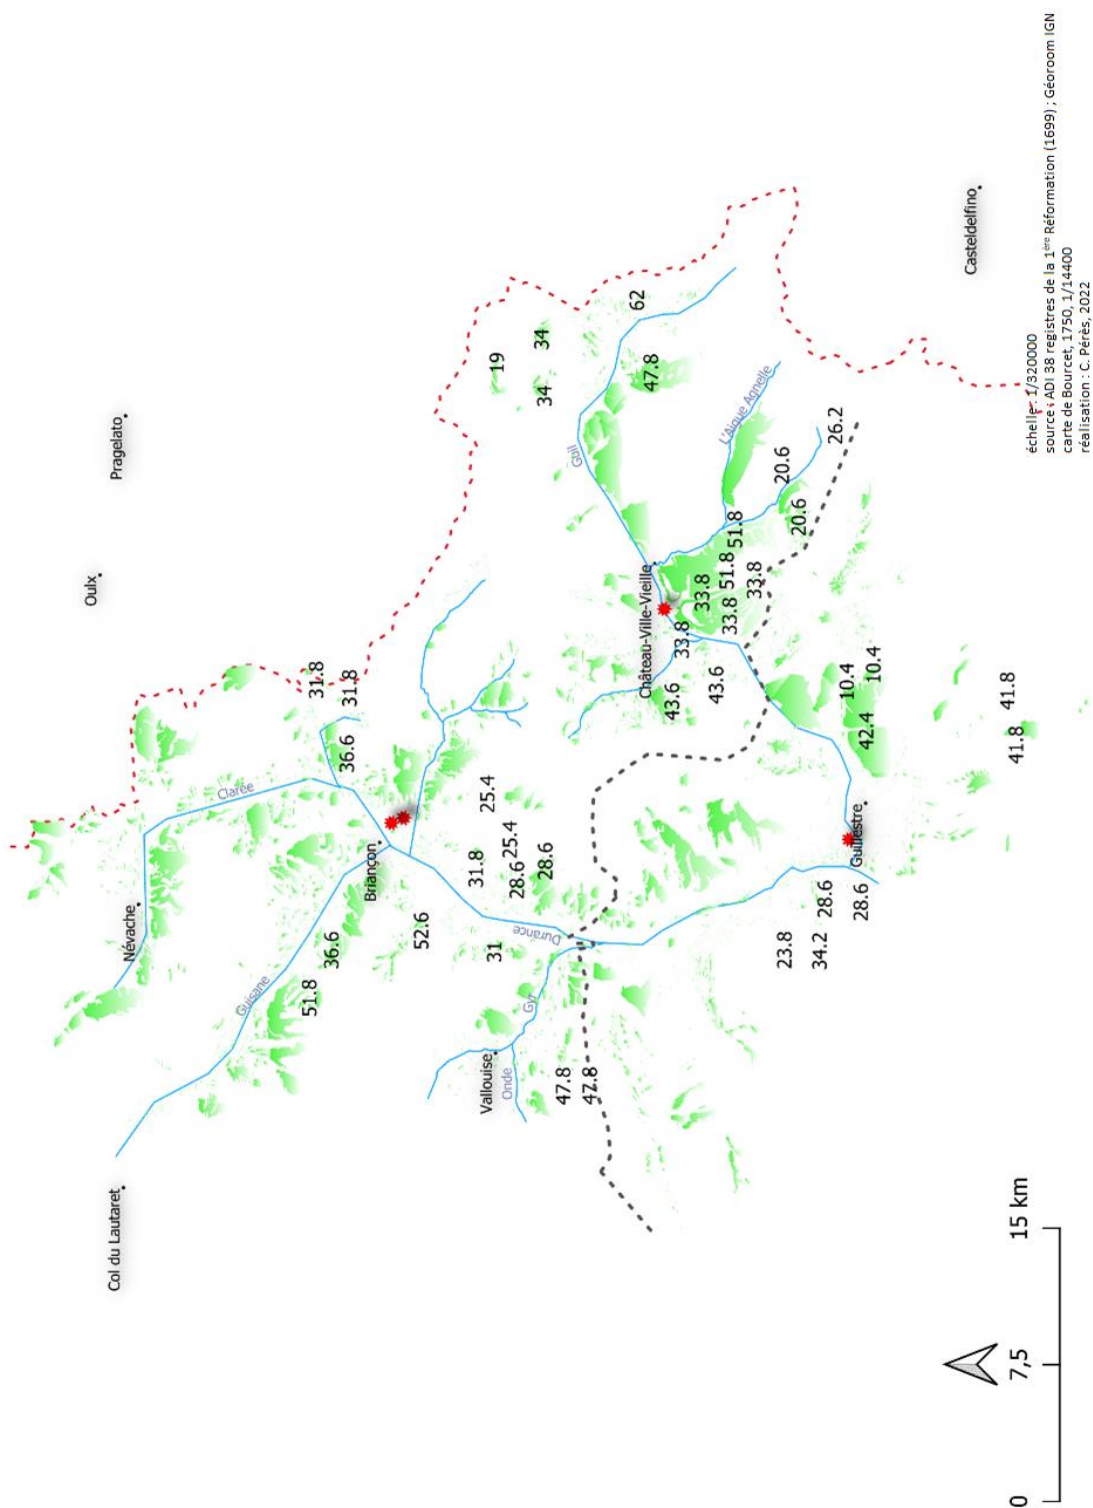 Oulx
Pragelato
Col du Lautaret
Névache
Clarée
Casteldelfino
Guisane
31.8
31.8
36.6
36.6
51.8
Briançon
52.6
25.4
31.8
25.4
28.6
28.6
31
Durance
Gyr
Vallouise
Onde
47.8
47.8
19
34
34
62
47.8
Guil
L'Aigue Agnelle
26.2
20.6
20.6
51.8
51.8
Château-Ville-Vieille
33.8
33.8
33.8
33.8
43.6
43.6
10.4
10.4
42.4
41.8
41.8
Guillestre
28.6
28.6
23.8
34.2
échelle : 1/320000
source : ADI 38 registres de la 1ère Réformation (1699) ; Géoroom IGN
carte de Bourcet, 1750, 1/14400
réalisation : C. Pérès, 2022
0 7,5 15 km